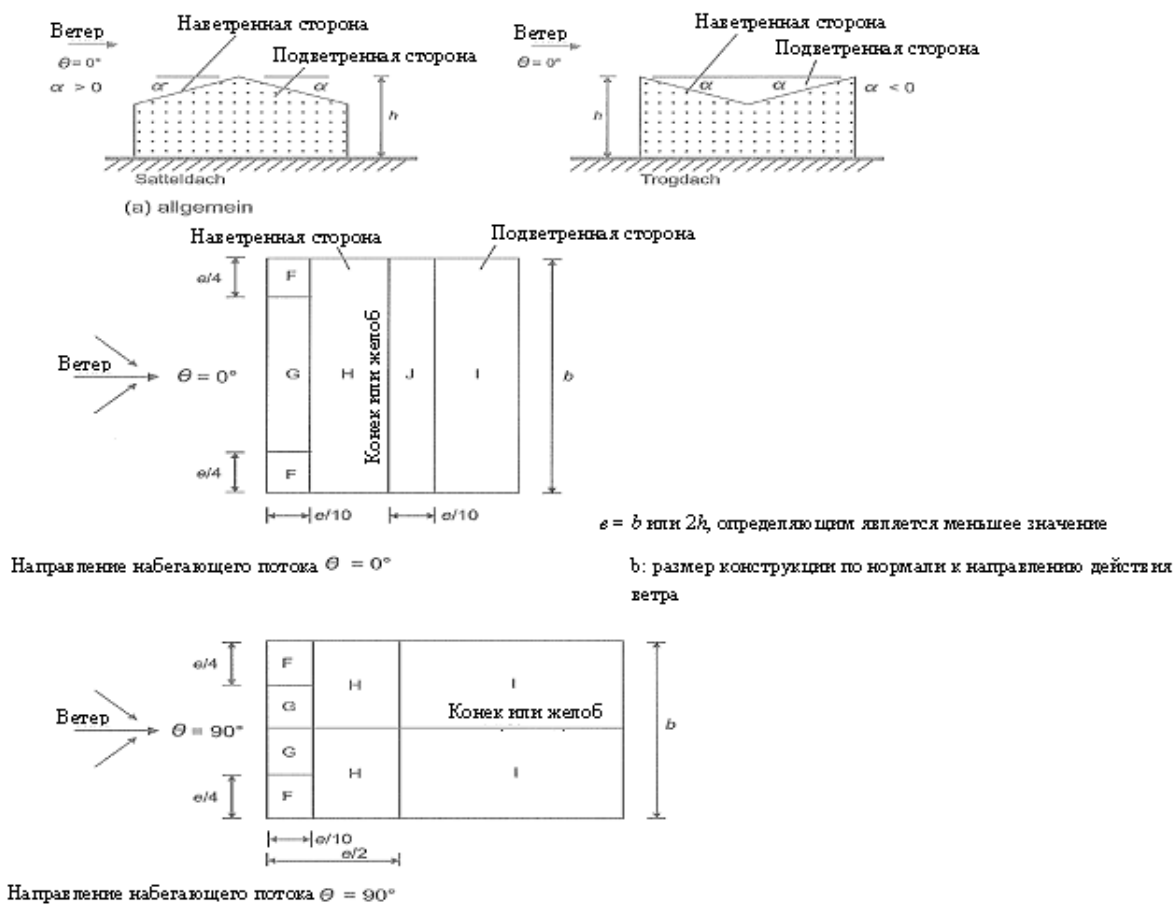 Наветренная сторона
Ветер
Подветренная сторона
θ = 0°
α > 0
α
α
h
Satteldach
(a) allgemein
Наветренная сторона
Ветер
Подветренная сторона
θ = 0°
α
α
α < 0
h
Trogdach
Наветренная сторона
Подветренная сторона
e/4
F
Ветер
θ = 0°
G
H
Конек или желоб
J
I
b
e/4
F
e/10
e/10
e = b или 2h, определяющим является меньшее значение
Направление набегающего потока θ = 0°
b: размер конструкции по нормали к направлению действия
ветра
e/4
F
H
I
G
Конек или желоб
Ветер
θ = 90°
b
G
H
I
e/4
F
e/10
e/2
Направление набегающего потока θ = 90°